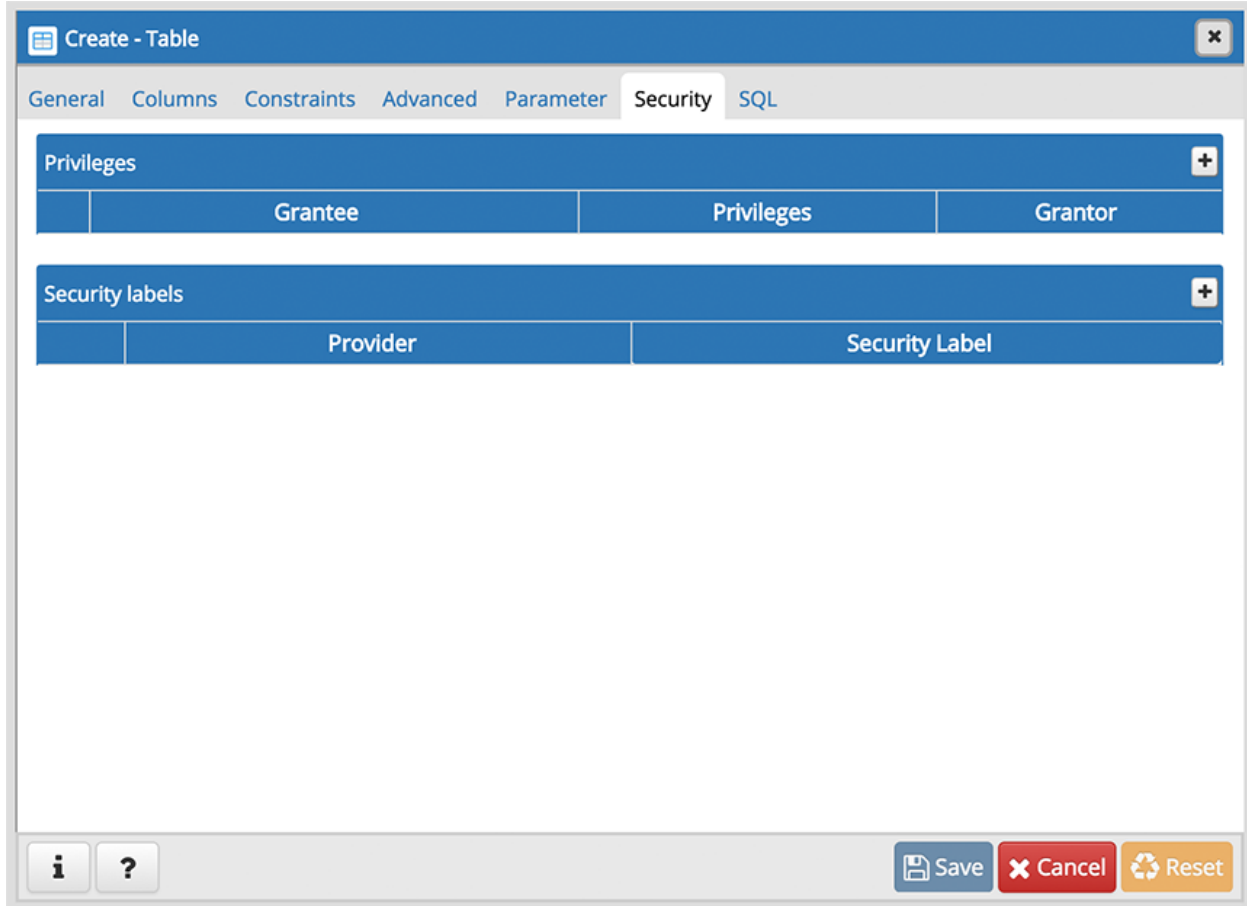 Create - Table
General Columns Constraints Advanced Parameter Security SQL
Privileges
Grantee Privileges Grantor
Security labels
Provider Security Label
i ? Save Cancel Reset